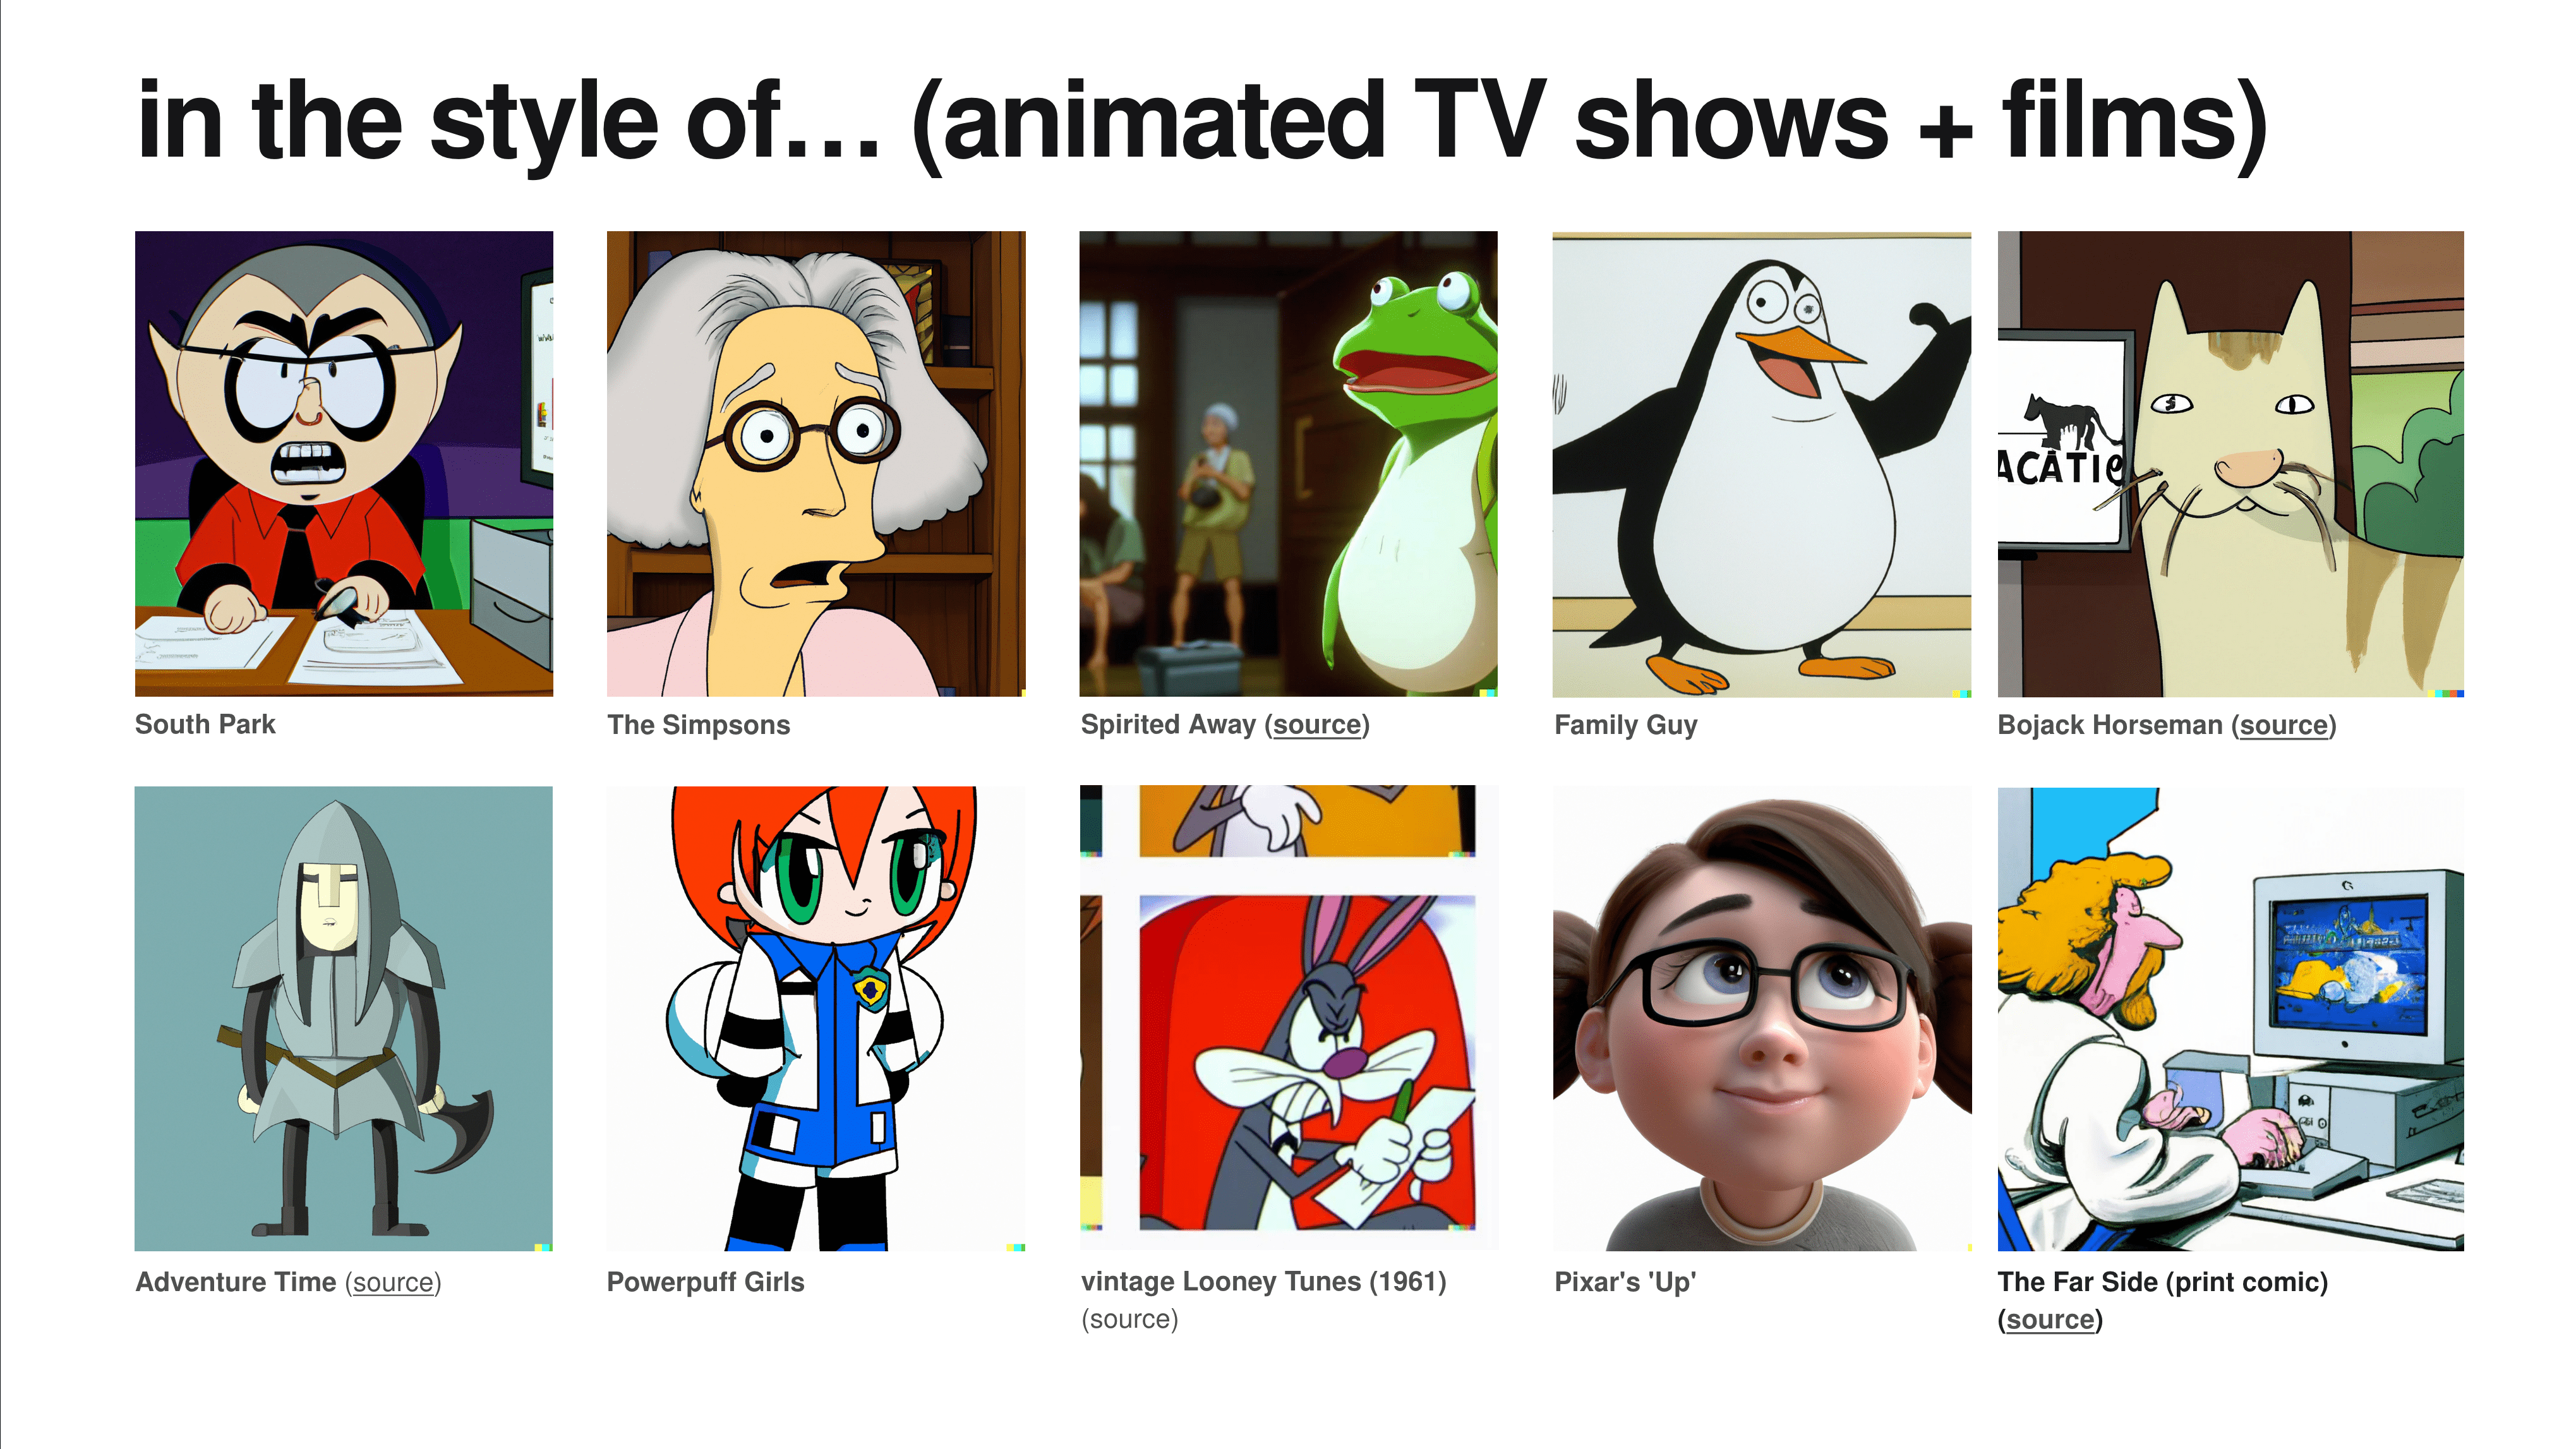 in the style of… (animated TV shows + films)
ACATIC
South Park
The Simpsons
Spirited Away (source)
Family Guy
Bojack Horseman (source)
Adventure Time (source)
Powerpuff Girls
vintage Looney Tunes (1961)
(source)
Pixar's 'Up'
The Far Side (print comic)
(source)